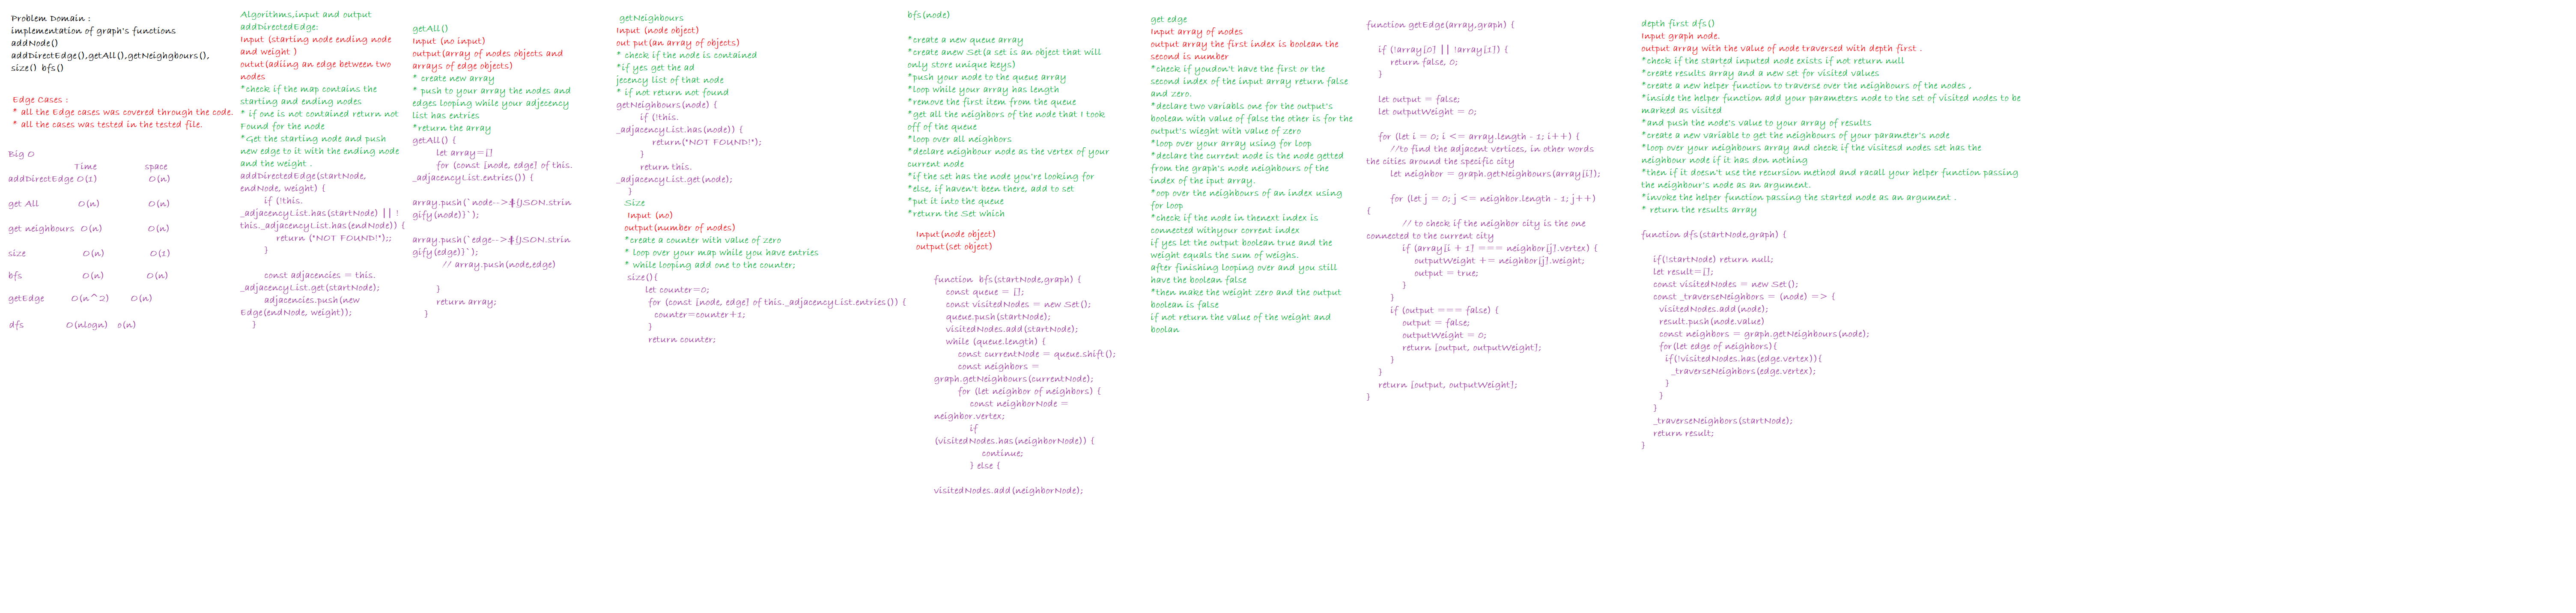 Problem Domain :
implementation of graph's functions
addNode()
addDirectEdge(),getAll(),getNeighgbours(),
size() bfs()
Edge Cases :
* all the Edge cases was covered through the code.
* all the cases was tested in the tested file.
Big O
Time space
addDirectEdge O(1) O(n)
get All O(n) O(n)
get neighbours O(n) O(n)
size O(n) O(1)
bfs O(n) O(n)
getEdge O(n^2) O(n)
dfs O(nlogn) o(n)
Algorithms,input and output
addDirectedEdge:
Input (starting node ending node
and weight )
outut(adiing an edge between two
nodes
*check if the map contains the
starting and ending nodes
* if one is not contained return not
Found for the node
*Get the starting node and push
new edge to it with the ending node
and the weight .
addDirectedEdge(startNode,
endNode, weight) {
if (!this.
_adjacencyList.has(startNode) || !
this._adjacencyList.has(endNode)) {
return ("NOT FOUND!");;
}
const adjacencies = this.
_adjacencyList.get(startNode);
adjacencies.push(new
Edge(endNode, weight));
}
getAll()
Input (no input)
output(array of nodes objects and
arrays of edge objects)
* create new array
* push to your array the nodes and
edges looping while your adjecency
list has entries
*return the array
getAll() {
let array=[]
for (const [node, edge] of this.
_adjacencyList.entries()) {
array.push(`node-->${JSON.strin
gify(node)}`);
array.push(`edge-->${JSON.strin
gify(edge)}`);
// array.push(node,edge)
}
return array;
}
getNeighbours
Input (node object)
out put(an array of objects)
* check if the node is contained
*if yes get the ad
jecency list of that node
* if not return not found
getNeighbours(node) {
if (!this.
_adjacencyList.has(node)) {
return("NOT FOUND!");
}
return this.
_adjacencyList.get(node);
}
Size
Input (no)
output(number of nodes)
*create a counter with value of zero
* loop over your map while you have entries
* while looping add one to the counter;
size(){
let counter=0;
for (const [node, edge] of this._adjacencyList.entries()) {
counter=counter+1;
}
return counter;
bfs(node)
*create a new queue array
*create anew Set(a set is an object that will
only store unique keys)
*push your node to the queue array
*loop while your array has length
*remove the first item from the queue
*get all the neighbors of the node that I took
off of the queue
*loop over all neighbors
*declare neighbour node as the vertex of your
current node
*if the set has the node you're looking for
*else, if haven't been there, add to set
*put it into the queue
*return the Set which
Input(node object)
output(set object)
function bfs(startNode,graph) {
const queue = [];
const visitedNodes = new Set();
queue.push(startNode);
visitedNodes.add(startNode);
while (queue.length) {
const currentNode = queue.shift();
const neighbors =
graph.getNeighbours(currentNode);
for (let neighbor of neighbors) {
const neighborNode =
neighbor.vertex;
if
(visitedNodes.has(neighborNode)) {
continue;
} else {
visitedNodes.add(neighborNode);
get edge
Input array of nodes
output array the first index is boolean the
second is number
*check if youdon't have the first or the
second index of the input array return false
and zero.
*declare two variabls one for the output's
boolean with value of false the other is for the
output's wieght with value of zero
*loop over your array using for loop
*declare the current node is the node getted
from the graph's node neighbours of the
index of the iput array.
*oop over the neighbours of an index using
for loop
*check if the node in thenext index is
connected withyour corent index
if yes let the output boolean true and the
weight equals the sum of weighs.
after finishing looping over and you still
have the boolean false
*then make the weight zero and the output
boolean is false
if not return the value of the weight and
boolan
function getEdge(array,graph) {
if (!array[0] || !array[1]) {
return false, 0;
}
let output = false;
let outputWeight = 0;
for (let i = 0; i <= array.length - 1; i++) {
//to find the adjacent vertices, in other words
the cities around the specific city
let neighbor = graph.getNeighbours(array[i]);
for (let j = 0; j <= neighbor.length - 1; j++)
{
// to check if the neighbor city is the one
connected to the current city
if (array[i + 1] === neighbor[j].vertex) {
outputWeight += neighbor[j].weight;
output = true;
}
}
if (output === false) {
output = false;
outputWeight = 0;
return [output, outputWeight];
}
}
return [output, outputWeight];
}
depth first dfs()
Input graph node.
output array with the value of node traversed with depth first .
*check if the started inputed node exists if not return null
*create results array and a new set for visited values
*create a new helper function to traverse over the neighbours of the nodes ,
*inside the helper function add your parameters node to the set of visited nodes to be
marked as visited
*and push the node's value to your array of results
*create a new variable to get the neighbours of your parameter's node
*loop over your neighbours array and check if the visitesd nodes set has the
neighbour node if it has don nothing
*then if it doesn't use the recursion method and racall your helper function passing
the neighbour's node as an argument.
*invoke the helper function passing the started node as an argument .
* return the results array
function dfs(startNode,graph) {
if(!startNode) return null;
let result=[];
const visitedNodes = new Set();
const _traverseNeighbors = (node) => {
visitedNodes.add(node);
result.push(node.value)
const neighbors = graph.getNeighbours(node);
for(let edge of neighbors){
if(!visitedNodes.has(edge.vertex)){
_traverseNeighbors(edge.vertex);
}
}
}
_traverseNeighbors(startNode);
return result;
}